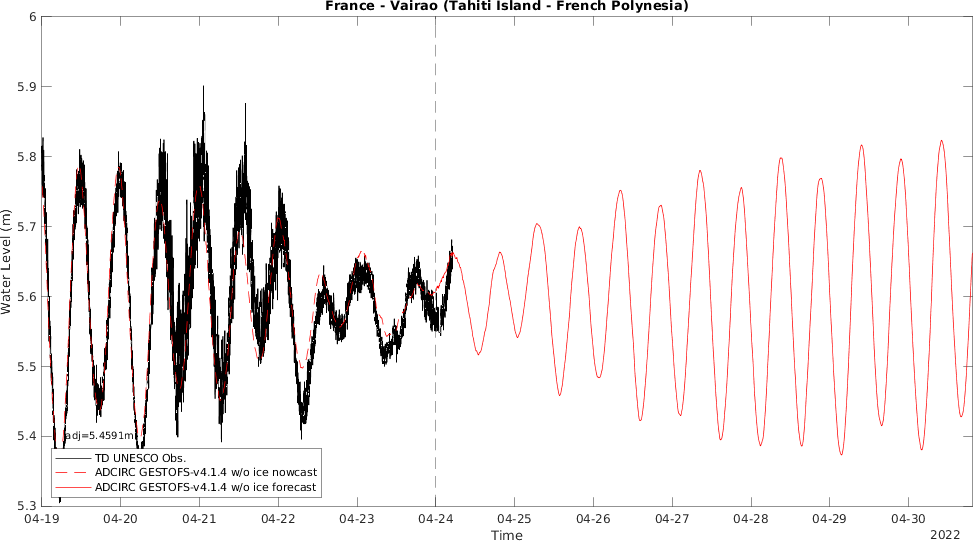 France - Vairao (Tahiti Island - French Polynesia)
6
5.9
5.8
5.7
5.6
5.5
5.4
5.3
Water Level (m)
adj=5.4591m
TD UNESCO Obs.
ADCIRC GESTOFS-v4.1.4 w/o ice nowcast
ADCIRC GESTOFS-v4.1.4 w/o ice forecast
04-19 04-20 04-21 04-22 04-23 04-24 04-25 04-26 04-27 04-28 04-29 04-30
Time
2022